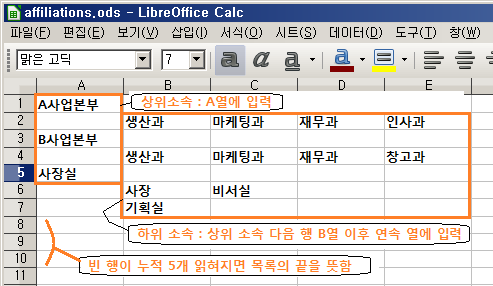 affiliations.ods - LibreOffice Calc
파일(F) 편집(E) 보기(V) 삽입(I) 서식(O) 시트(S) 데이터(D) 도구(T) 창(W)
맑은 고딕 7 a a a
A B C D E
1 A사업본부
상위소속 : A열에 입력
2 생산과 마케팅과 재무과 인사과
3 B사업본부
4 생산과 마케팅과 재무과 창고과
5 사장실
6 사장 비서실
7 기획실
8
하위 소속 : 상위 소속 다음 행 B열 이후 연속 열에 입력
9
10 빈 행이 누적 5개 읽혀지면 목록의 끝을 뜻함
11